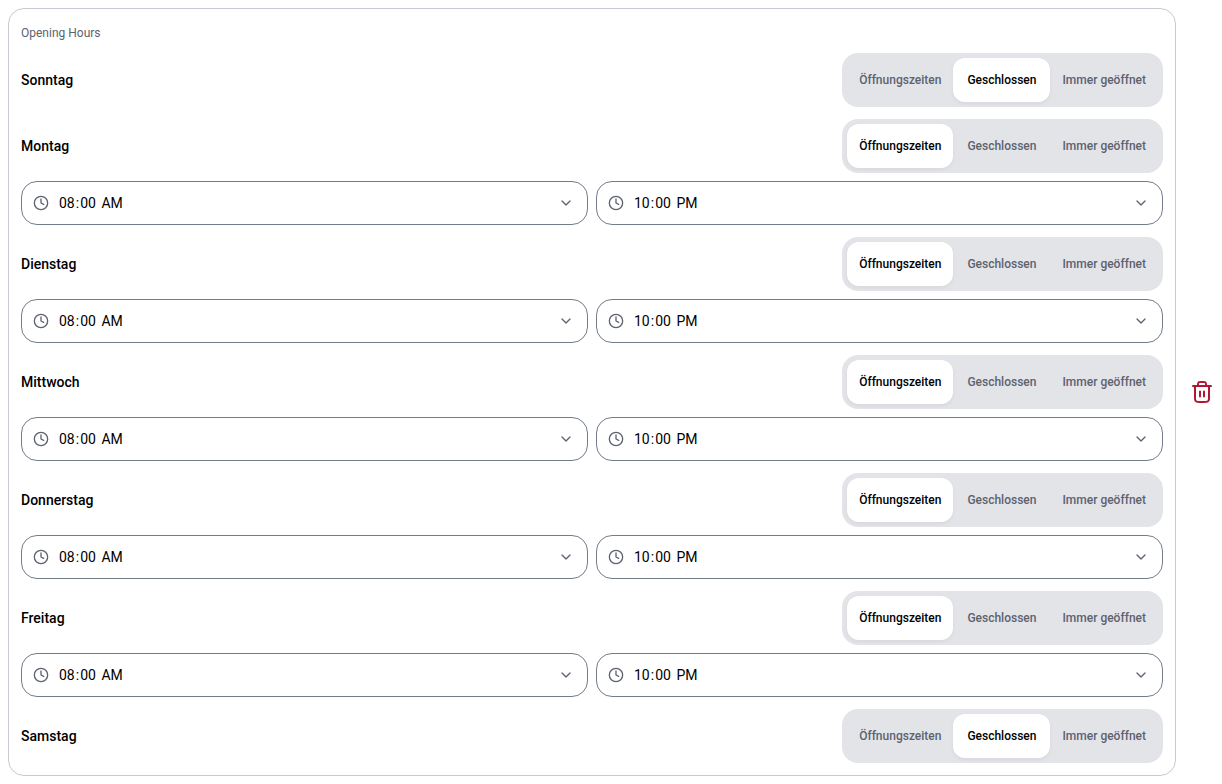 Opening Hours
Sonntag Öffnungszeiten Geschlossen Immer geöffnet
Montag Öffnungszeiten Geschlossen Immer geöffnet
08:00 AM 10:00 PM
Dienstag Öffnungszeiten Geschlossen Immer geöffnet
08:00 AM 10:00 PM
Mittwoch Öffnungszeiten Geschlossen Immer geöffnet
08:00 AM 10:00 PM
Donnerstag Öffnungszeiten Geschlossen Immer geöffnet
08:00 AM 10:00 PM
Freitag Öffnungszeiten Geschlossen Immer geöffnet
08:00 AM 10:00 PM
Samstag Öffnungszeiten Geschlossen Immer geöffnet